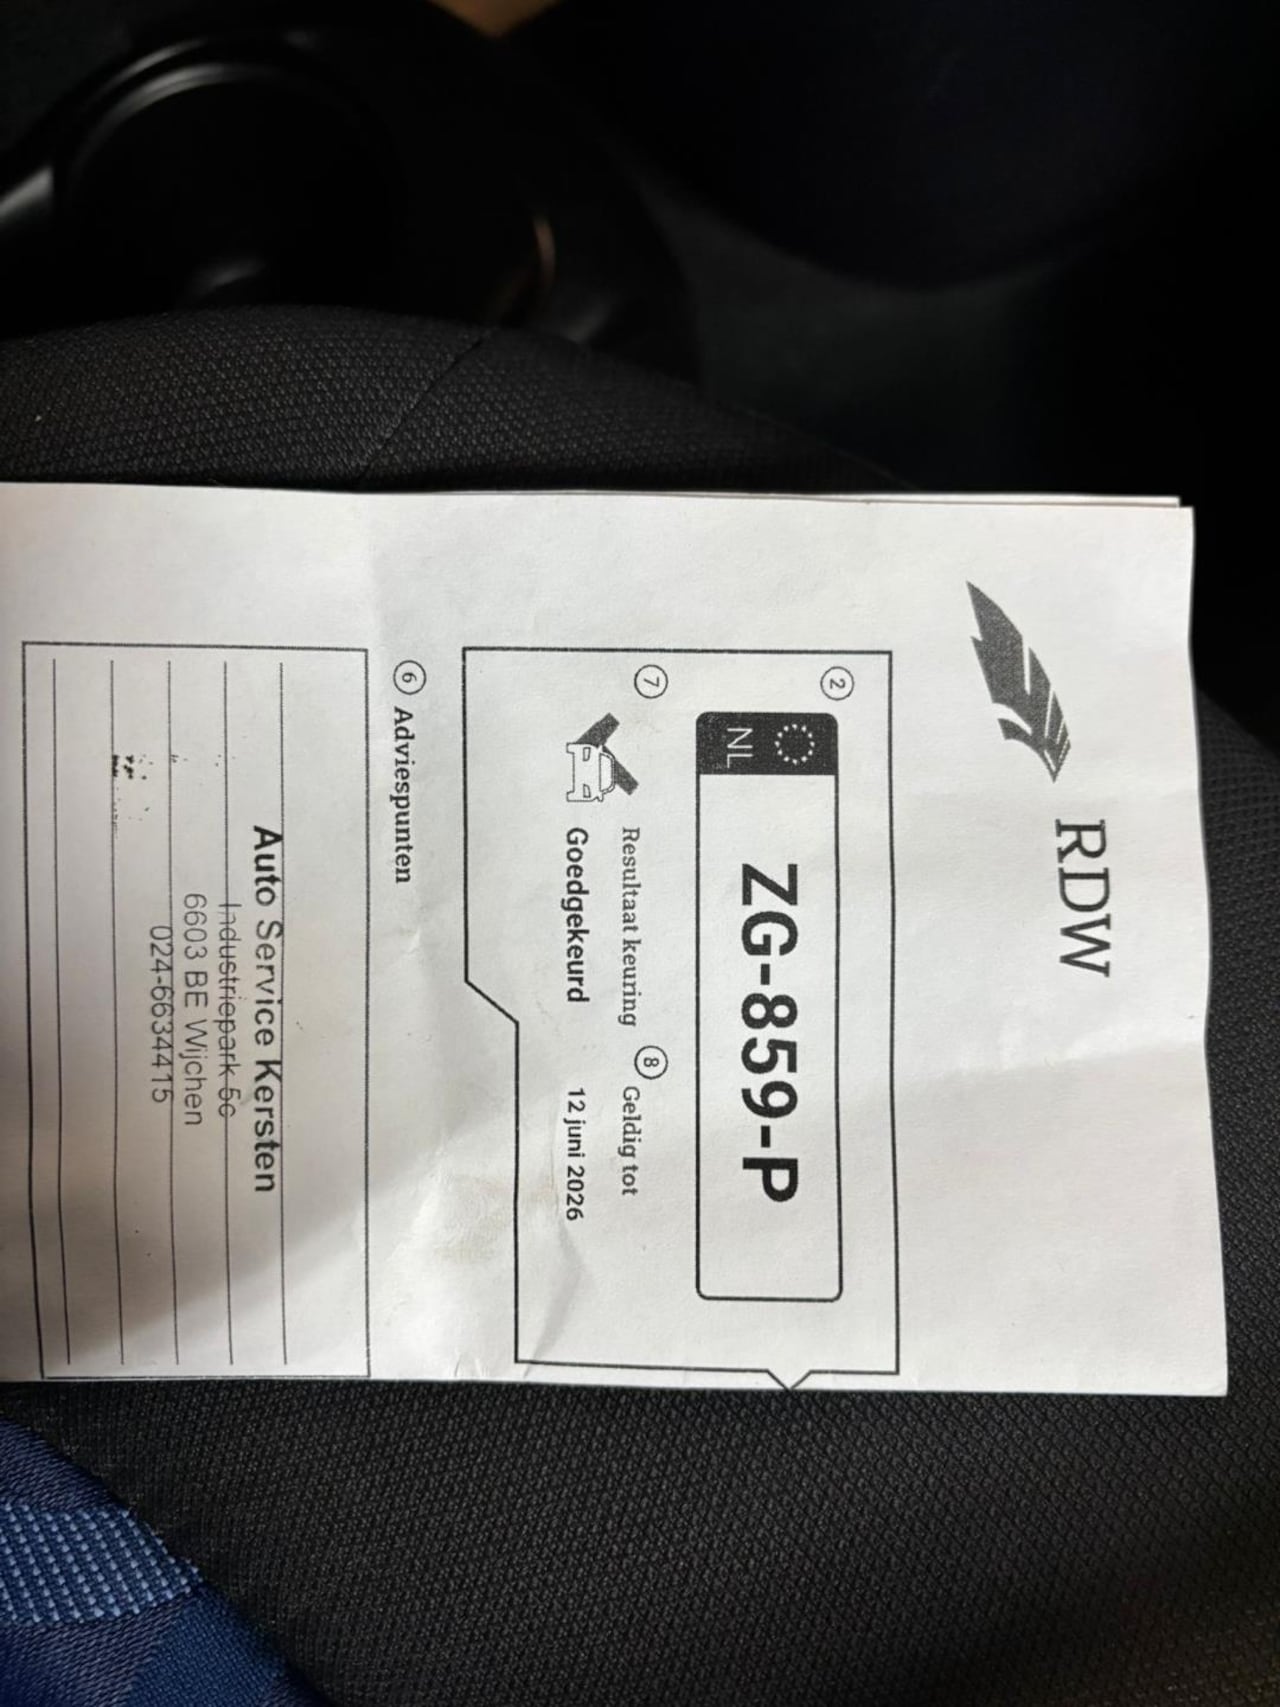 RDW
2
NL
ZG-859-P
7 Resultaat keuring
Goedgekeurd
8 Geldig tot
12 juni 2026
6 Adviespunten
Auto Service Kersten
Industriepark 5c
6603 BE Wijchen
024-6634415